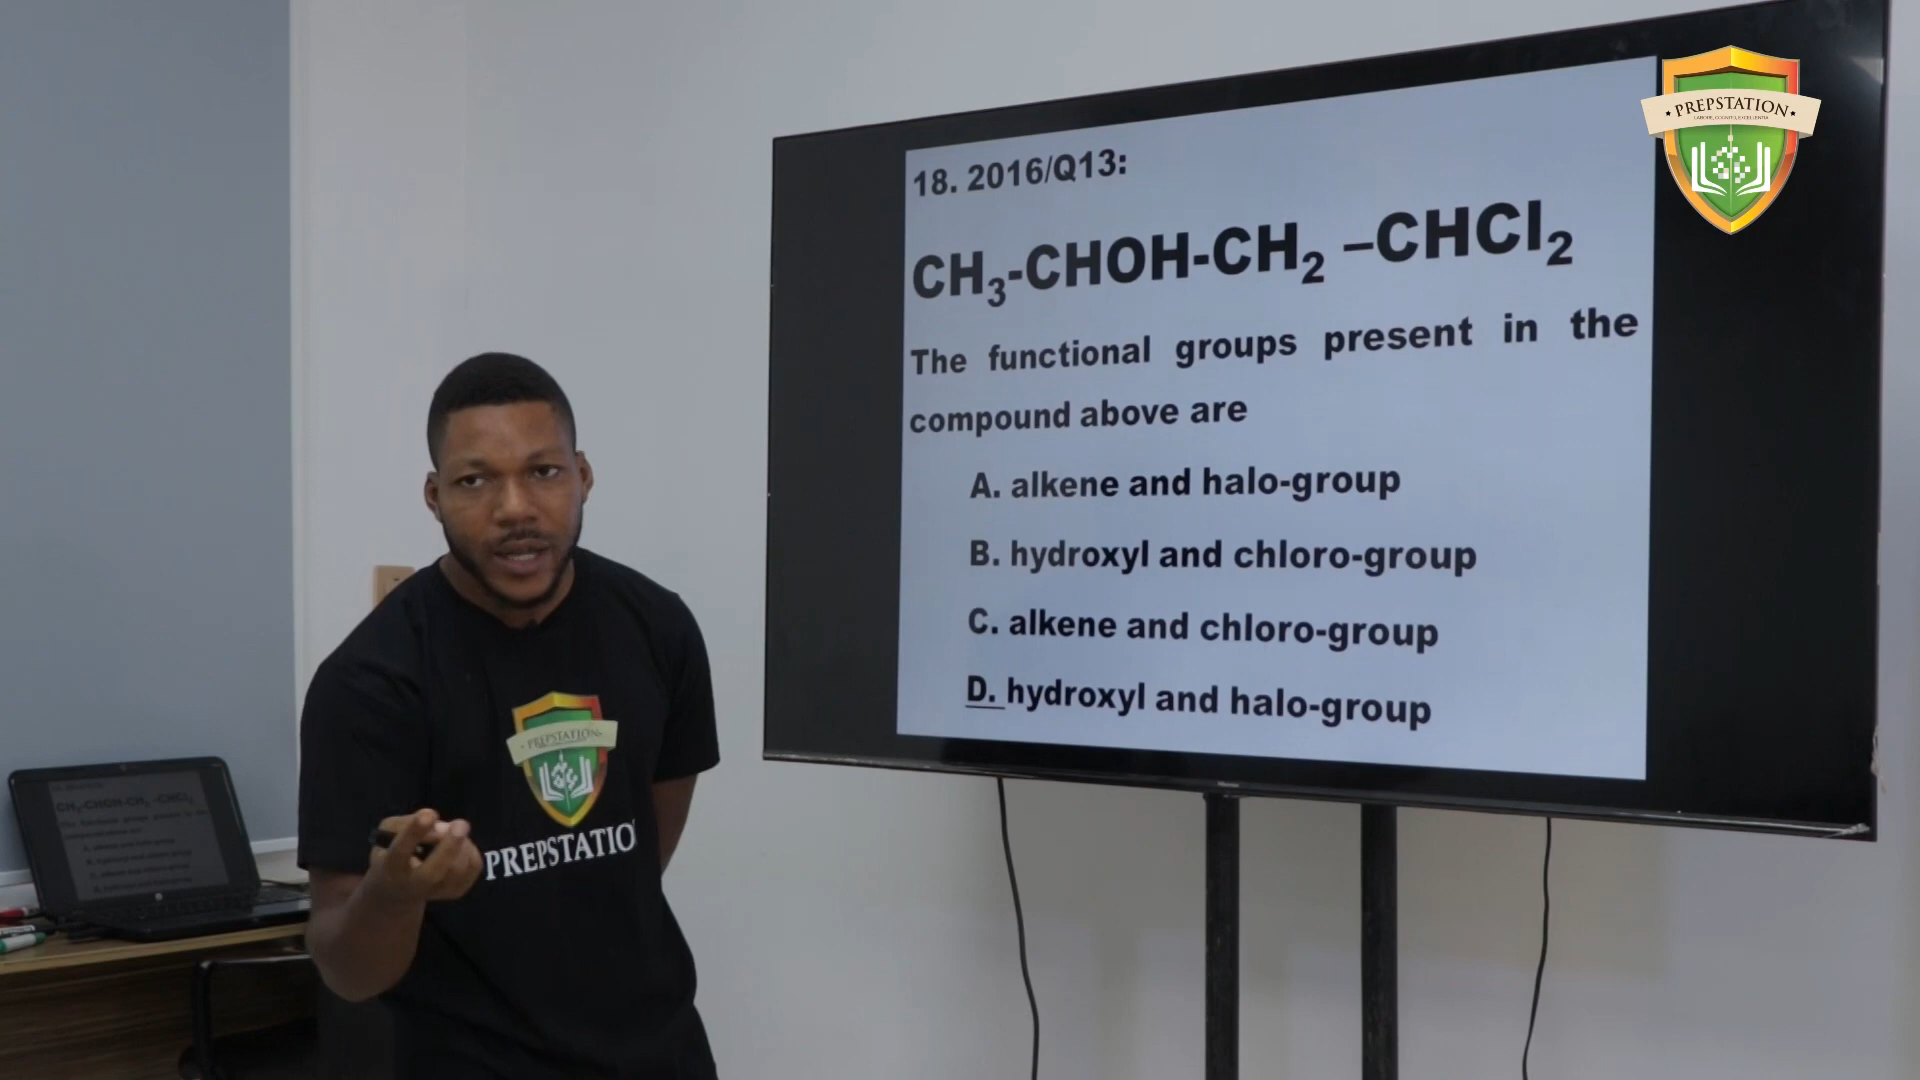 18. 2016/Q13:
CH₃-CHOH-CH₂ –CHCl₂
The functional groups present in the
compound above are
A. alkene and halo-group
B. hydroxyl and chloro-group
C. alkene and chloro-group
D. hydroxyl and halo-group
PREPSTATION
PREPSTATION
PREPSTATIO